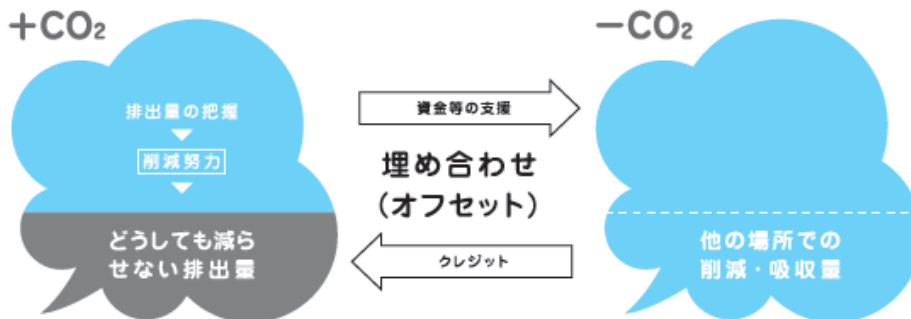 +CO₂
排出量の把握
削減努力
どうしても減ら
せない排出量
資金等の支援
埋め合わせ
(オフセット)
クレジット
-CO₂
他の場所での
削減・吸収量